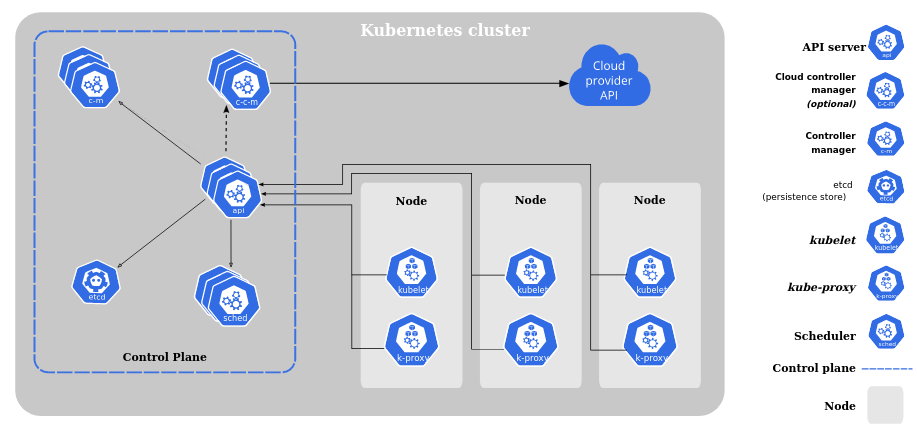 Kubernetes cluster
c-m
c-c-m
Cloud
provider
API
api
etcd
sched
Control Plane
Node
kubelet
k-proxy
Node
kubelet
k-proxy
Node
kubelet
k-proxy
API server
api
Cloud controller
manager
(optional)
c-c-m
Controller
manager
c-m
etcd
(persistence store)
etcd
kubelet
kubelet
kube-proxy
k-proxy
Scheduler
sched
Control plane
Node